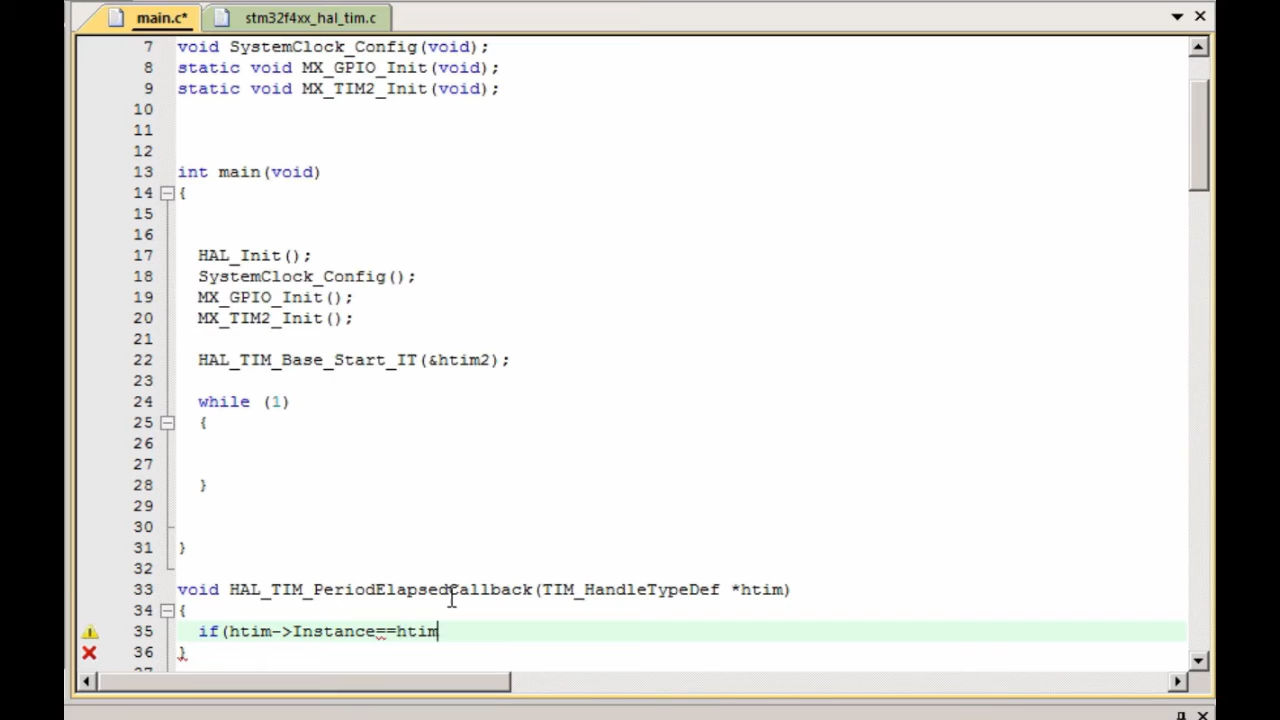 main.c* stm32f4xx_hal_tim.c
7 void SystemClock_Config(void);
8 static void MX_GPIO_Init(void);
9 static void MX_TIM2_Init(void);
10
11
12
13 int main(void)
14 {
15
16
17 HAL_Init();
18 SystemClock_Config();
19 MX_GPIO_Init();
20 MX_TIM2_Init();
21
22 HAL_TIM_Base_Start_IT(&htim2);
23
24 while (1)
25 {
26
27
28 }
29
30
31 }
32
33 void HAL_TIM_PeriodElapsedCallback(TIM_HandleTypeDef *htim)
34 {
35 if(htim->Instance==htim
36 }